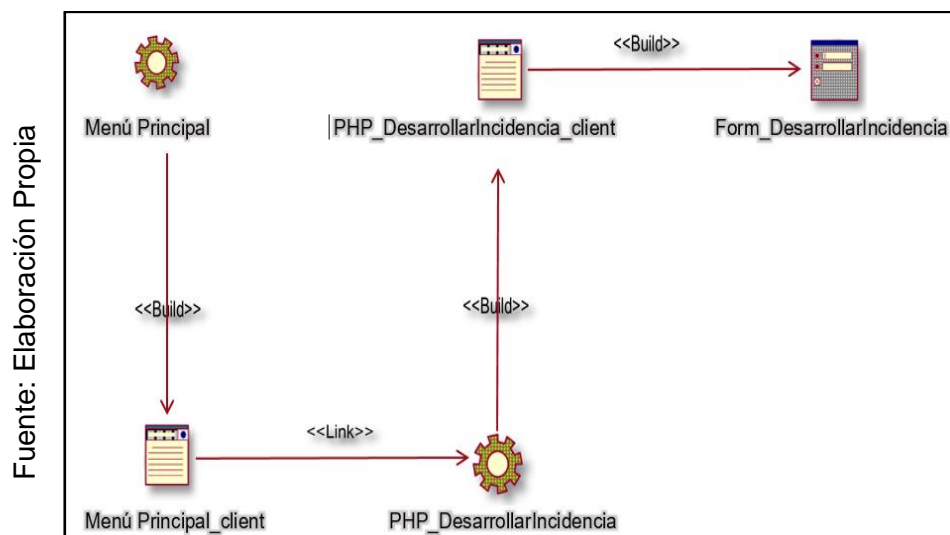 Fuente: Elaboración Propia
<<Build>>
Menú Principal
PHP_DesarrollarIncidencia_client
Form_DesarrollarIncidencia
<<Build>>
<<Build>>
<<Link>>
Menú Principal_client
PHP_DesarrollarIncidencia